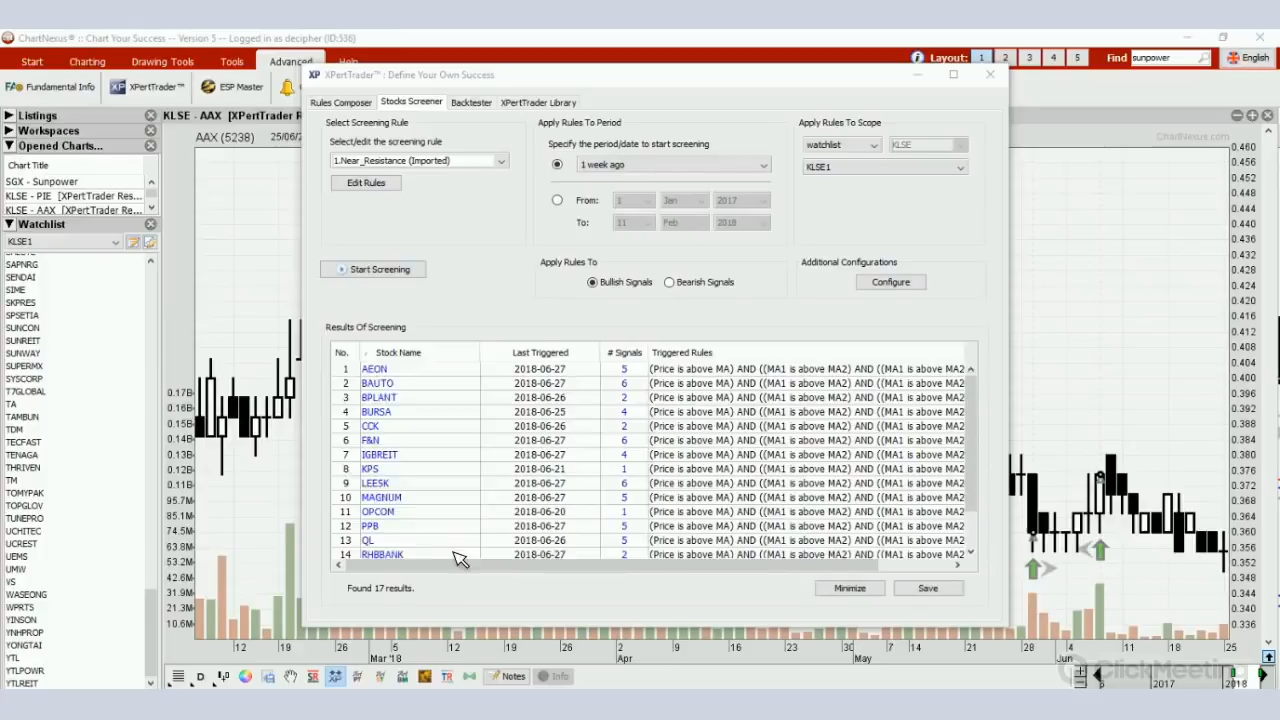 ChartNexus® :: Chart Your Success -- Version 5 -- Logged in as decipher (ID:536)
Start Charting Drawing Tools Tools Advanced Help
Layout: 1 2 3 4 5 Find sunpower English
Fundamental Info XPertTrader™ ESP Master
XPertTrader™ : Define Your Own Success
Rules Composer Stocks Screener Backtester XPertTrader Library
Listings
Workspaces
Opened Charts...
Chart Title
SGX - Sunpower
KLSE - PIE [XPertTrader Res...
KLSE - AAX [XPertTrader Res...
Watchlist
KLSE1
SAPNRG
SENDAI
SIME
SKPRES
SPSETIA
SUNCON
SUNREIT
SUNWAY
SUPERMX
SYSCORP
T7GLOBAL
TA
TAMBUN
TDM
TECFAST
TENAGA
THRIVEN
TM
TOMYPAK
TOPGLOV
TUNEPRO
UCHITEC
UCREST
UEMS
UMW
VS
WASEONG
WPRTS
YINSON
YNHPROP
YONGTAI
YTL
YTLPOWR
YTLREIT
KLSE - AAX [XPertTrader R
AAX (5238) 25/06/
ChartNexus.com
Select Screening Rule
Select/edit the screening rule
1.Near_Resistance (Imported)
Edit Rules
Start Screening
Apply Rules To Period
Specify the period/date to start screening
1 week ago
From: 1 Jan 2017
To: 11 Feb 2018
Apply Rules To
Bullish Signals Bearish Signals
Apply Rules To Scope
watchlist KLSE
KLSE1
Additional Configurations
Configure
Results Of Screening
No. Stock Name Last Triggered # Signals Triggered Rules
1 AEON 2018-06-27 5 (Price is above MA) AND ((MA1 is above MA2) AND ((MA1 is above MA2
2 BAUTO 2018-06-27 6 (Price is above MA) AND ((MA1 is above MA2) AND ((MA1 is above MA2
3 BPLANT 2018-06-26 2 (Price is above MA) AND ((MA1 is above MA2) AND ((MA1 is above MA2
4 BURSA 2018-06-25 4 (Price is above MA) AND ((MA1 is above MA2) AND ((MA1 is above MA2
5 CCK 2018-06-26 2 (Price is above MA) AND ((MA1 is above MA2) AND ((MA1 is above MA2
6 F&N 2018-06-27 6 (Price is above MA) AND ((MA1 is above MA2) AND ((MA1 is above MA2
7 IGBREIT 2018-06-27 4 (Price is above MA) AND ((MA1 is above MA2) AND ((MA1 is above MA2
8 KPS 2018-06-21 1 (Price is above MA) AND ((MA1 is above MA2) AND ((MA1 is above MA2
9 LEESK 2018-06-27 6 (Price is above MA) AND ((MA1 is above MA2) AND ((MA1 is above MA2
10 MAGNUM 2018-06-27 5 (Price is above MA) AND ((MA1 is above MA2) AND ((MA1 is above MA2
11 OPCOM 2018-06-20 1 (Price is above MA) AND ((MA1 is above MA2) AND ((MA1 is above MA2
12 PPB 2018-06-27 5 (Price is above MA) AND ((MA1 is above MA2) AND ((MA1 is above MA2
13 QL 2018-06-26 5 (Price is above MA) AND ((MA1 is above MA2) AND ((MA1 is above MA2
14 RHBBANK 2018-06-27 2 (Price is above MA) AND ((MA1 is above MA2) AND ((MA1 is above MA2
Found 17 results.
Minimize Save
0.17B
0.16B
0.15B
0.14B
0.12B
0.11B
95.7M
85.1M
74.5M
63.8M
53.2M
42.6M
31.9M
21.3M
10.6M
0.460
0.456
0.452
0.448
0.444
0.440
0.436
0.432
0.428
0.424
0.420
0.416
0.412
0.408
0.404
0.400
0.396
0.392
0.388
0.384
0.380
0.376
0.372
0.368
0.364
0.360
0.356
0.352
0.348
0.344
0.340
0.336
12 19 26 5 12 19 26 2 9 16 23 30 7 14 21 28 4 11 18 25
Mar '18 Apr May Jun
D SR TR Notes Info
ClickMeeting
2017 2018